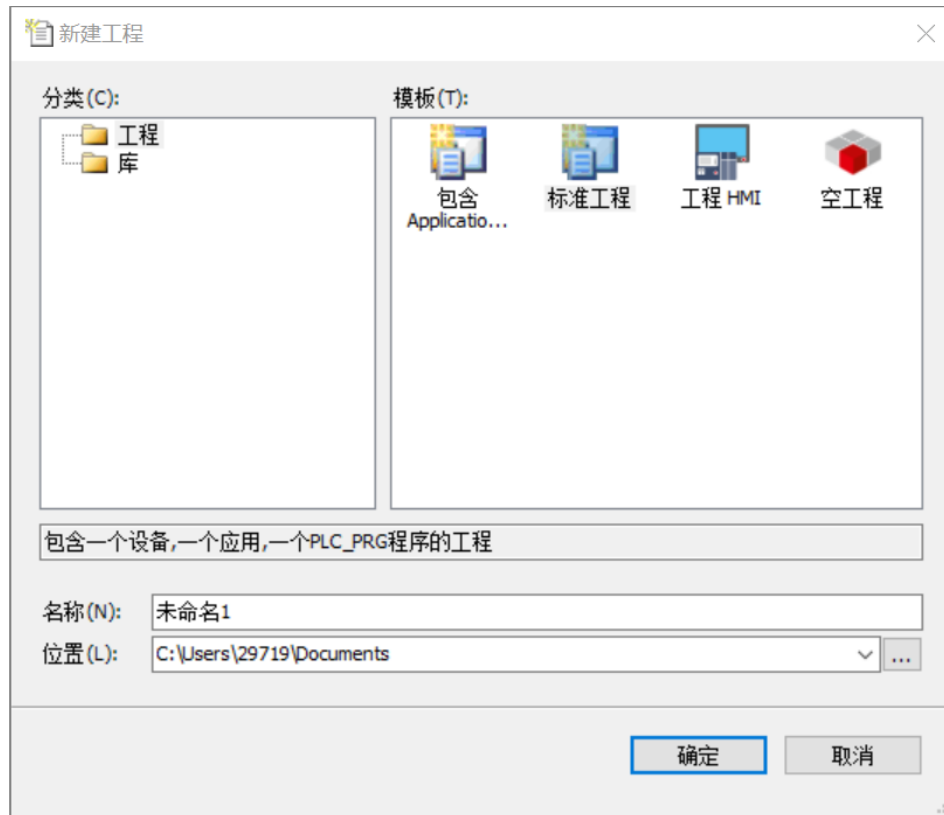 新建工程
分类(C):
模板(T):
工程
库
包含
Applicatio...
标准工程
工程 HMI
空工程
包含一个设备,一个应用,一个PLC_PRG程序的工程
名称(N):
未命名1
位置(L):
C:\Users\29719\Documents
...
确定
取消